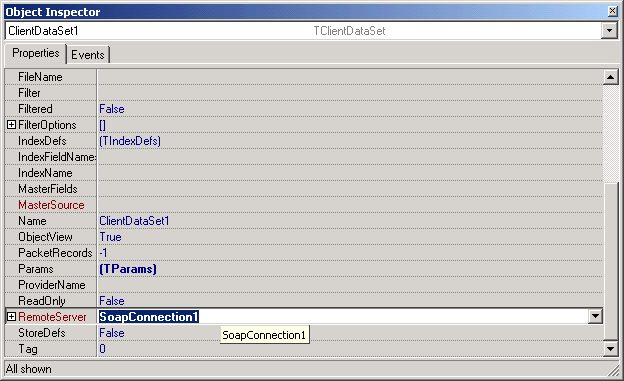 Object Inspector
ClientDataSet1 TClientDataSet
Properties Events
FileName
Filter
Filtered False
FilterOptions []
IndexDefs (TIndexDefs)
IndexFieldName:
IndexName
MasterFields
MasterSource
Name ClientDataSet1
ObjectView True
PacketRecords -1
Params (TParams)
ProviderName
ReadOnly False
RemoteServer SoapConnection1
StoreDefs False
SoapConnection1
Tag 0
All shown